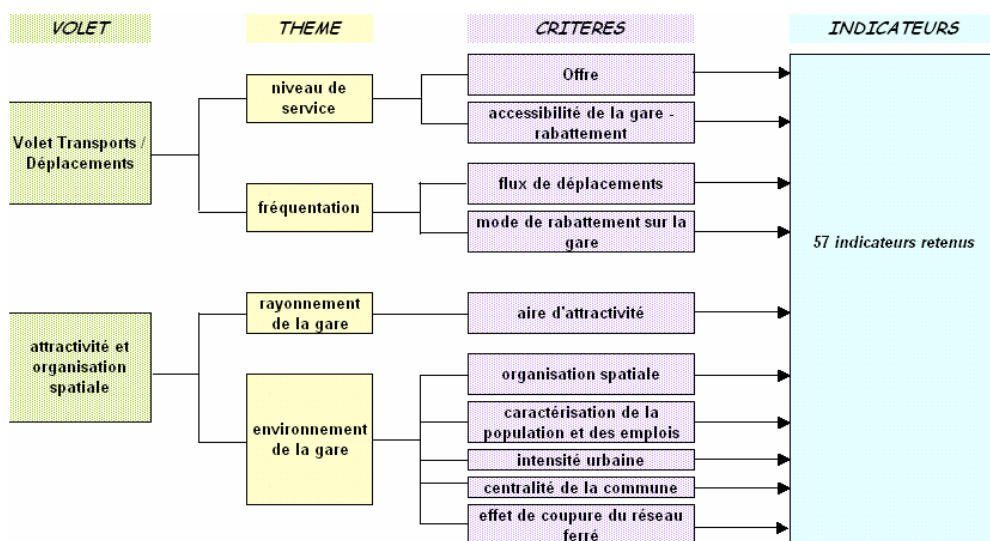 VOLET
THEME
CRITERES
INDICATEURS
Volet Transports /
Déplacements
niveau de
service
Offre
accessibilité de la gare -
rabattement
fréquentation
flux de déplacements
mode de rabattement sur la
gare
57 indicateurs retenus
attractivité et
organisation
spatiale
rayonnement
de la gare
aire d'attractivité
environnement
de la gare
organisation spatiale
caractérisation de la
population et des emplois
intensité urbaine
centralité de la commune
effet de coupure du réseau
ferré